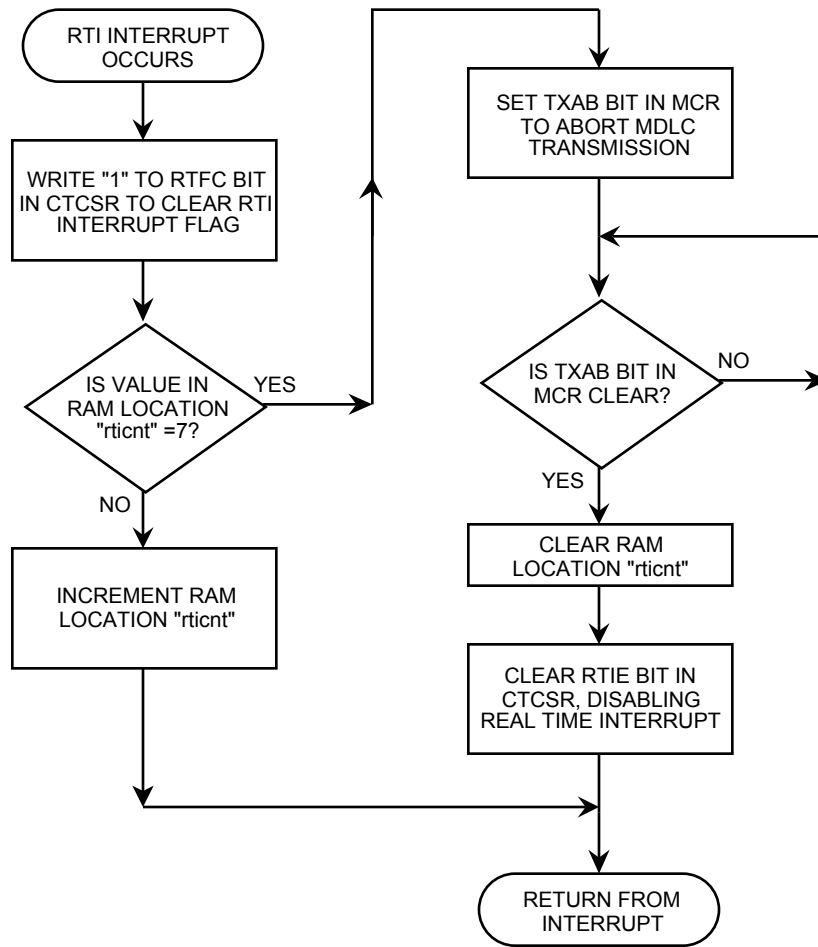 RTI INTERRUPT
OCCURS
WRITE "1" TO RTFC BIT
IN CTCSR TO CLEAR RTI
INTERRUPT FLAG
IS VALUE IN
RAM LOCATION
"rticnt" =7?
YES
NO
INCREMENT RAM
LOCATION "rticnt"
SET TXAB BIT IN MCR
TO ABORT MDLC
TRANSMISSION
IS TXAB BIT IN
MCR CLEAR?
NO
YES
CLEAR RAM
LOCATION "rticnt"
CLEAR RTIE BIT IN
CTCSR, DISABLING
REAL TIME INTERRUPT
RETURN FROM
INTERRUPT